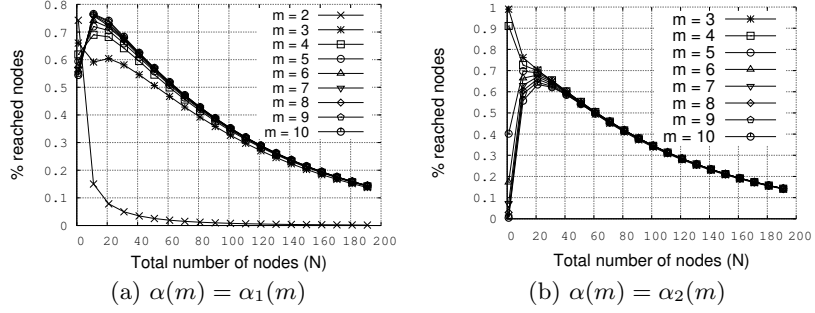 % reached nodes
0.8
0.7
0.6
0.5
0.4
0.3
0.2
0.1
0
0 20 40 60 80 100 120 140 160 180 200
Total number of nodes (N)
m = 2
m = 3
m = 4
m = 5
m = 6
m = 7
m = 8
m = 9
m = 10
(a) α(m) = α₁(m)
% reached nodes
1
0.9
0.8
0.7
0.6
0.5
0.4
0.3
0.2
0.1
0
0 20 40 60 80 100 120 140 160 180 200
Total number of nodes (N)
m = 3
m = 4
m = 5
m = 6
m = 7
m = 8
m = 9
m = 10
(b) α(m) = α₂(m)